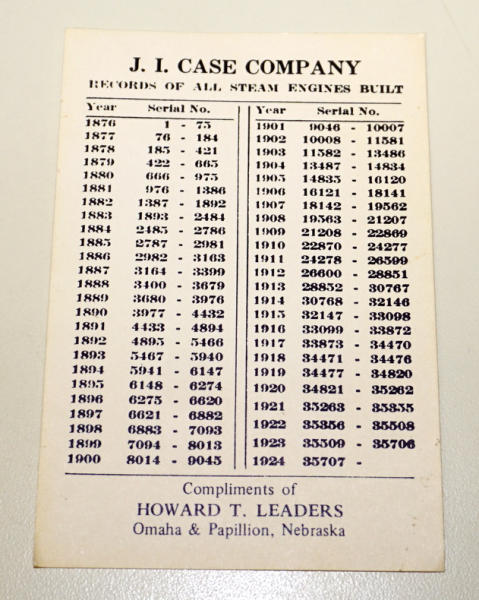 J. I. CASE COMPANY
RECORDS OF ALL STEAM ENGINES BUILT
Year Serial No. Year Serial No.
1876 1 - 75
1877 76 - 184
1878 185 - 421
1879 422 - 665
1880 666 - 975
1881 976 - 1386
1882 1387 - 1892
1883 1893 - 2484
1884 2485 - 2786
1885 2787 - 2981
1886 2982 - 3163
1887 3164 - 3399
1888 3400 - 3679
1889 3680 - 3976
1890 3977 - 4432
1891 4433 - 4894
1892 4895 - 5466
1893 5467 - 5940
1894 5941 - 6147
1895 6148 - 6274
1896 6275 - 6620
1897 6621 - 6882
1898 6883 - 7093
1899 7094 - 8013
1900 8014 - 9045
1901 9046 - 10007
1902 10008 - 11581
1903 11582 - 13486
1904 13487 - 14834
1905 14835 - 16120
1906 16121 - 18141
1907 18142 - 19562
1908 19563 - 21207
1909 21208 - 22869
1910 22870 - 24277
1911 24278 - 26599
1912 26600 - 28851
1913 28852 - 30767
1914 30768 - 32146
1915 32147 - 33098
1916 33099 - 33872
1917 33873 - 34470
1918 34471 - 34476
1919 34477 - 34820
1920 34821 - 35262
1921 35263 - 35355
1922 35356 - 35508
1923 35509 - 35706
1924 35707 -
Compliments of
HOWARD T. LEADERS
Omaha & Papillion, Nebraska